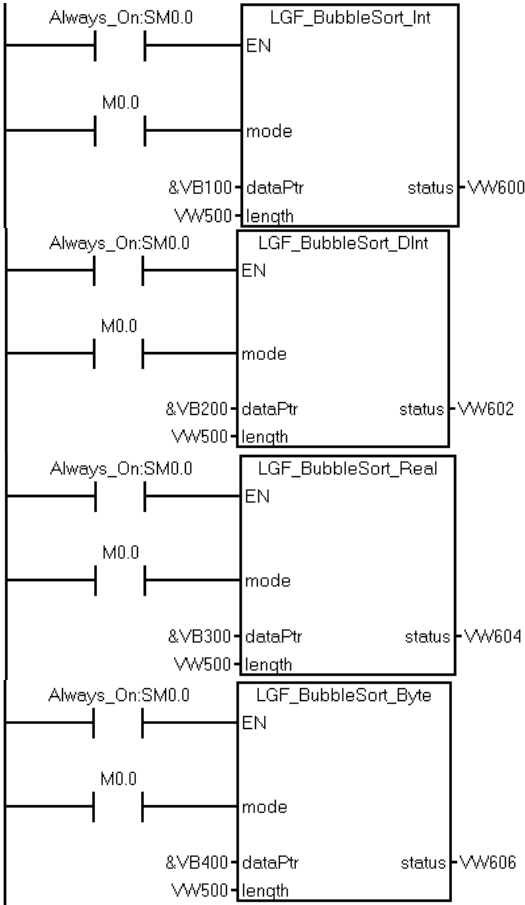 Always_On:SM0.0 LGF_BubbleSort_Int
EN
M0.0
mode
&VB100 dataPtr status VW600
VW500 length
Always_On:SM0.0 LGF_BubbleSort_DInt
EN
M0.0
mode
&VB200 dataPtr status VW602
VW500 length
Always_On:SM0.0 LGF_BubbleSort_Real
EN
M0.0
mode
&VB300 dataPtr status VW604
VW500 length
Always_On:SM0.0 LGF_BubbleSort_Byte
EN
M0.0
mode
&VB400 dataPtr status VW606
VW500 length